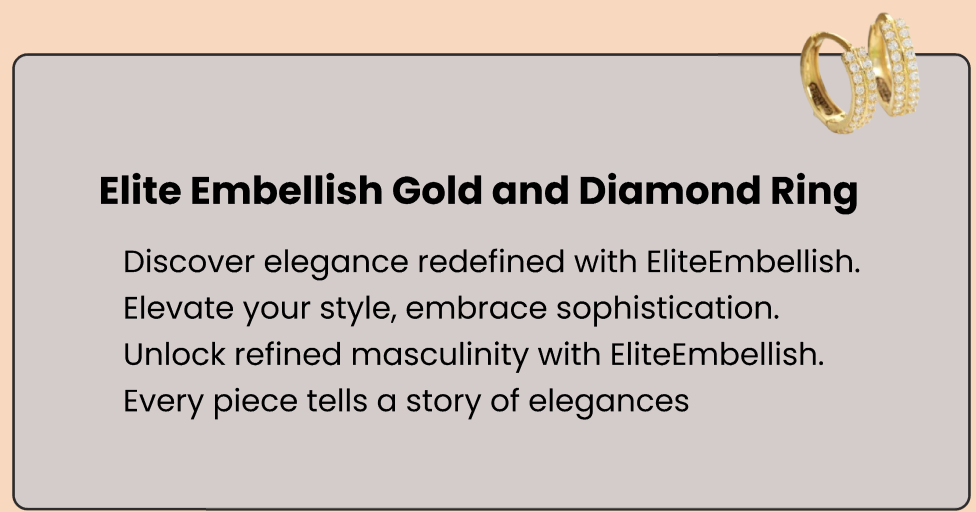 Elite Embellish Gold and Diamond Ring
Discover elegance redefined with EliteEmbellish.
Elevate your style, embrace sophistication.
Unlock refined masculinity with EliteEmbellish.
Every piece tells a story of elegances